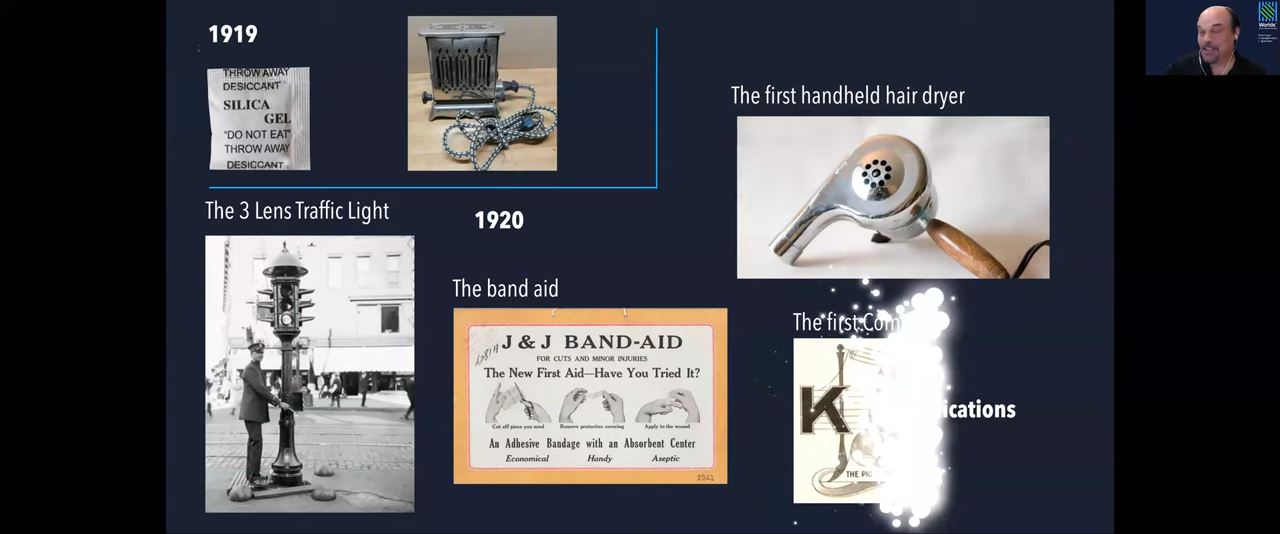 1919
THROW AWAY
DESICCANT
SILICA
GEL
"DO NOT EAT"
THROW AWAY
DESICCANT
The first handheld hair dryer
The 3 Lens Traffic Light
1920
The band aid
J & J BAND-AID
FOR CUTS AND MINOR INJURIES
The New First Aid—Have You Tried It?
Cut off piece you need
Remove protective covering
Apply to the wound
An Adhesive Bandage with an Absorbent Center
Economical Handy Aseptic
1921
The first Com
K
ications
THE PIO
Worlds